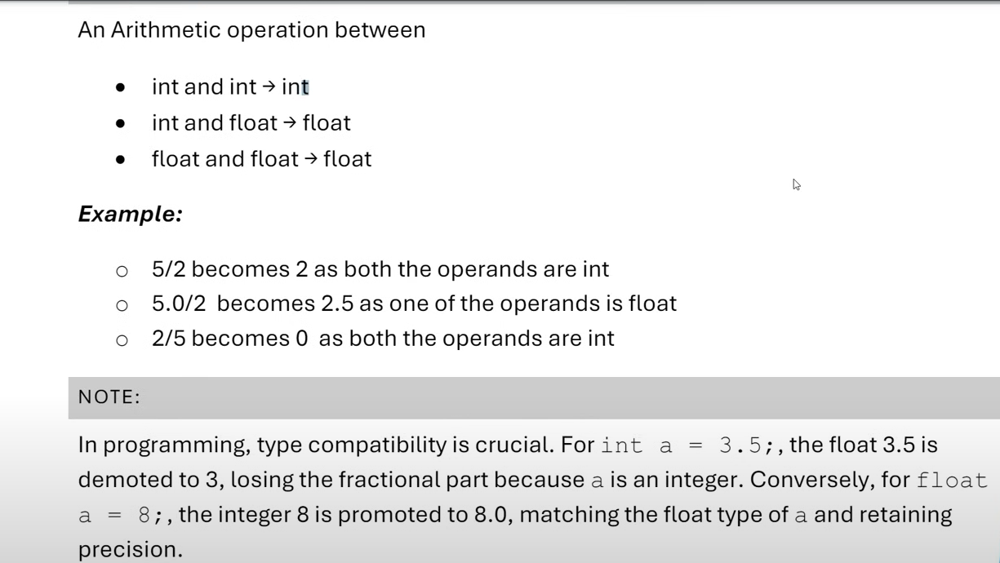 An Arithmetic operation between
• int and int → int
• int and float → float
• float and float → float
Example:
○ 5/2 becomes 2 as both the operands are int
○ 5.0/2 becomes 2.5 as one of the operands is float
○ 2/5 becomes 0 as both the operands are int
NOTE:
In programming, type compatibility is crucial. For int a = 3.5;, the float 3.5 is
demoted to 3, losing the fractional part because a is an integer. Conversely, for float
a = 8;, the integer 8 is promoted to 8.0, matching the float type of a and retaining
precision.